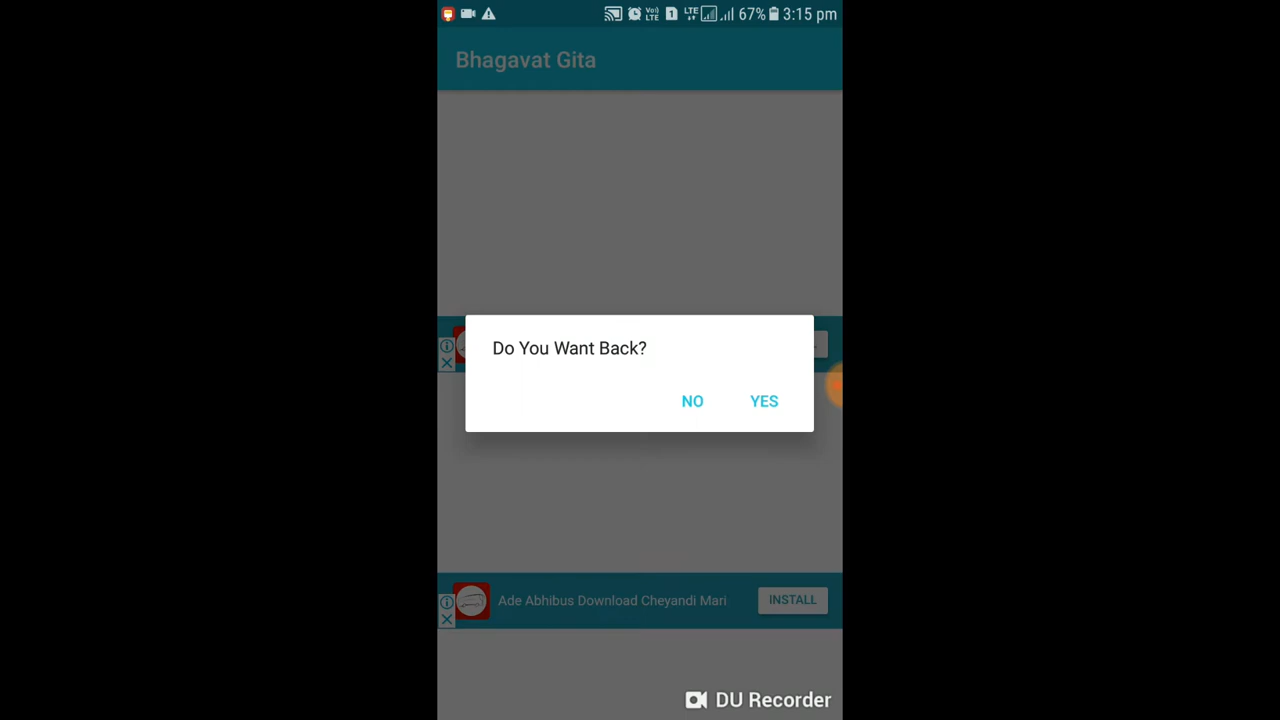 67% 3:15 pm
Bhagavat Gita
Do You Want Back?
NO YES
Ade Abhibus Download Cheyandi Mari INSTALL
DU Recorder